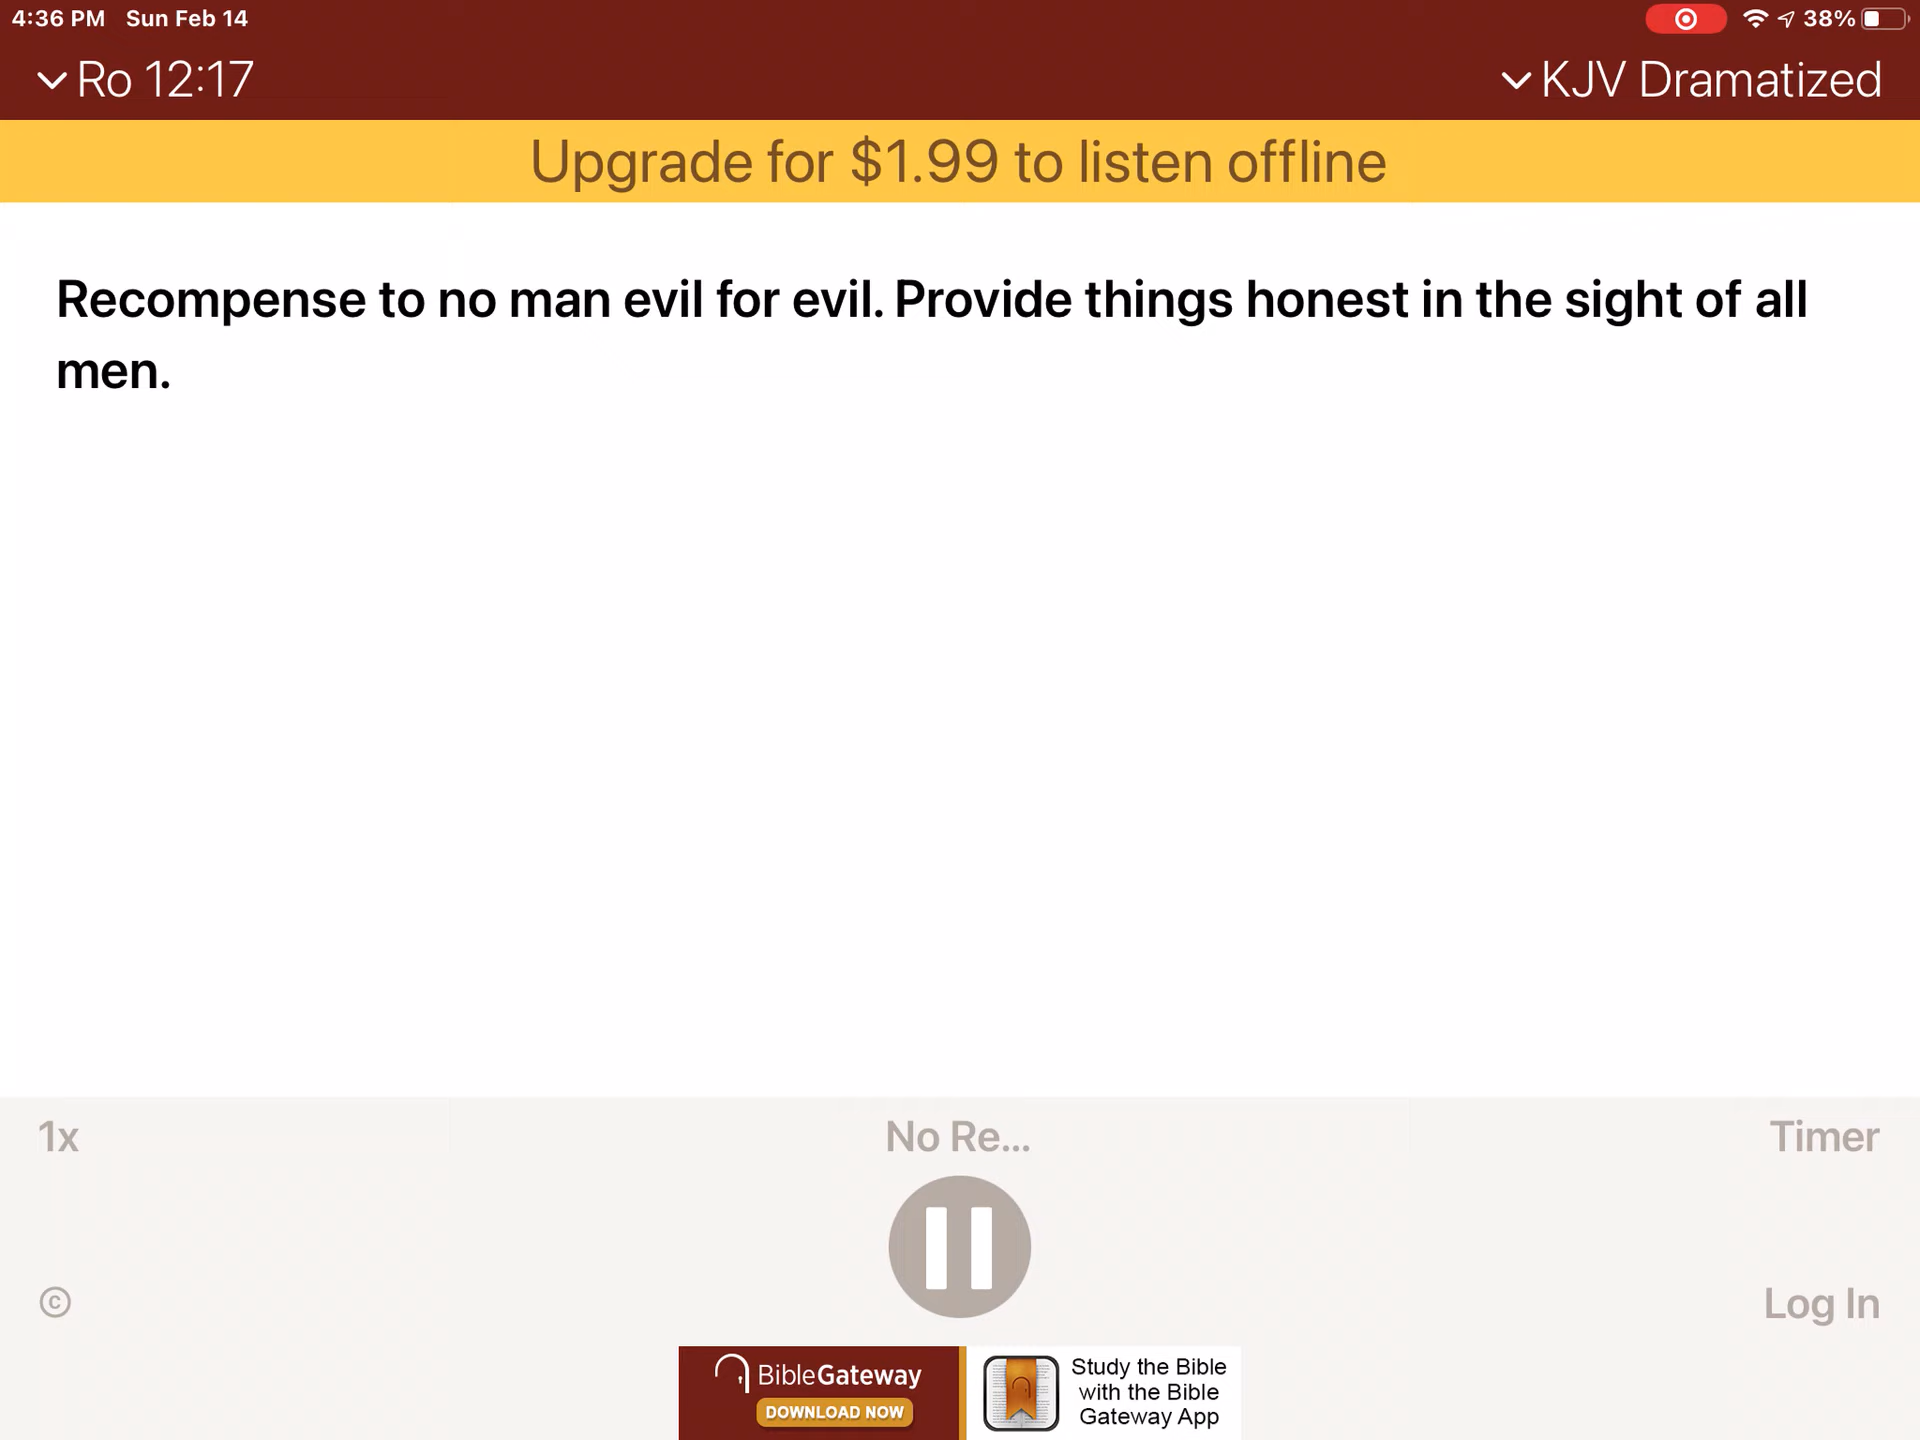 4:36 PM Sun Feb 14
38%
Ro 12:17
KJV Dramatized
Upgrade for $1.99 to listen offline
Recompense to no man evil for evil. Provide things honest in the sight of all
men.
1x
No Re...
Timer
©
Log In
BibleGateway
DOWNLOAD NOW
Study the Bible
with the Bible
Gateway App